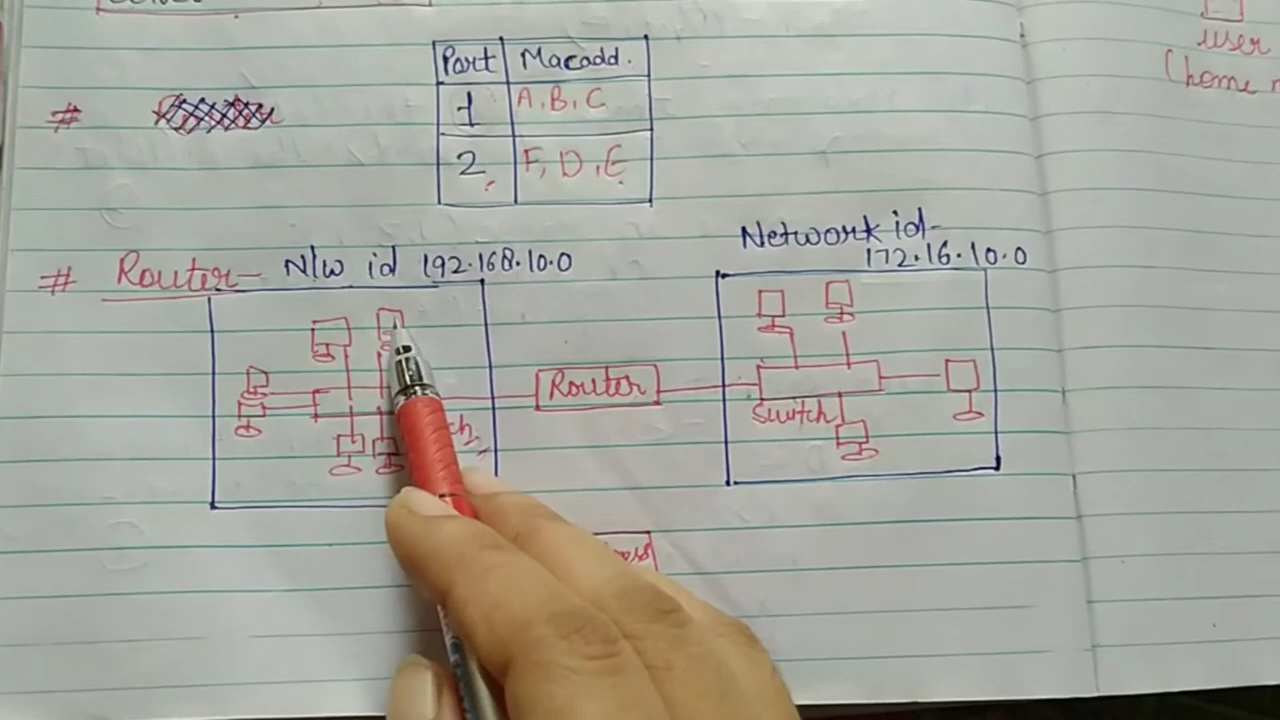 Port Macadd.
1 A, B, C
2 F, D, E
user
(home
# Router- N/w id 192.168.10.0
Network id-
172.16.10.0
Router
Switch